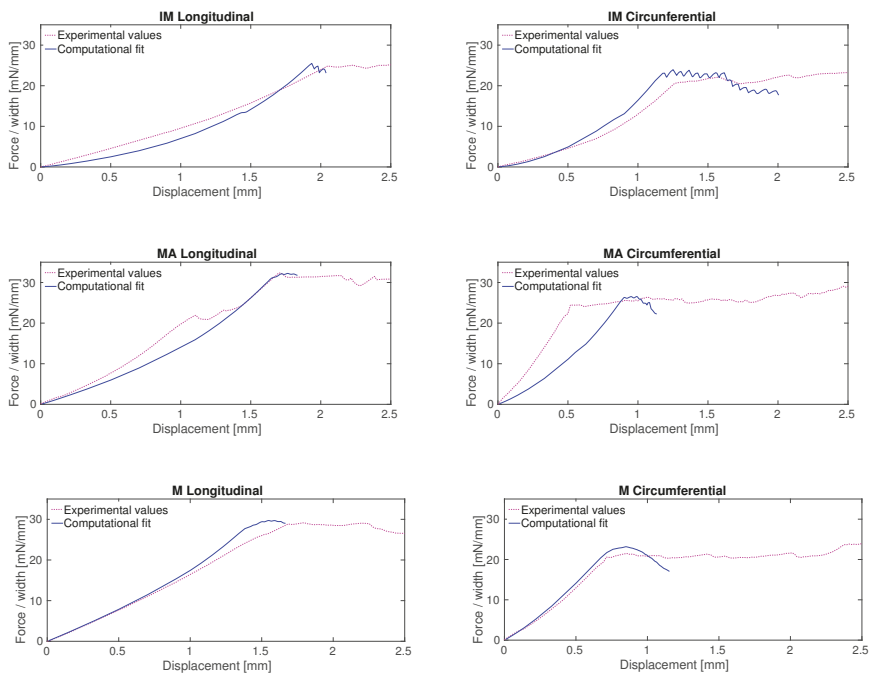 IM Longitudinal
Experimental values
Computational fit
Force / width [mN/mm]
30
20
10
0
0 0.5 1 1.5 2 2.5
Displacement [mm]
IM Circunferential
Experimental values
Computational fit
Force / width [mN/mm]
30
20
10
0
0 0.5 1 1.5 2 2.5
Displacement [mm]
MA Longitudinal
Experimental values
Computational fit
Force / width [mN/mm]
30
20
10
0
0 0.5 1 1.5 2 2.5
Displacement [mm]
MA Circumferential
Experimental values
Computational fit
Force / width [mN/mm]
30
20
10
0
0 0.5 1 1.5 2 2.5
Displacement [mm]
M Longitudinal
Experimental values
Computational fit
Force / width [mN/mm]
30
20
10
0
0 0.5 1 1.5 2 2.5
Displacement [mm]
M Circumferential
Experimental values
Computational fit
Force / width [mN/mm]
30
20
10
0
0 0.5 1 1.5 2 2.5
Displacement [mm]